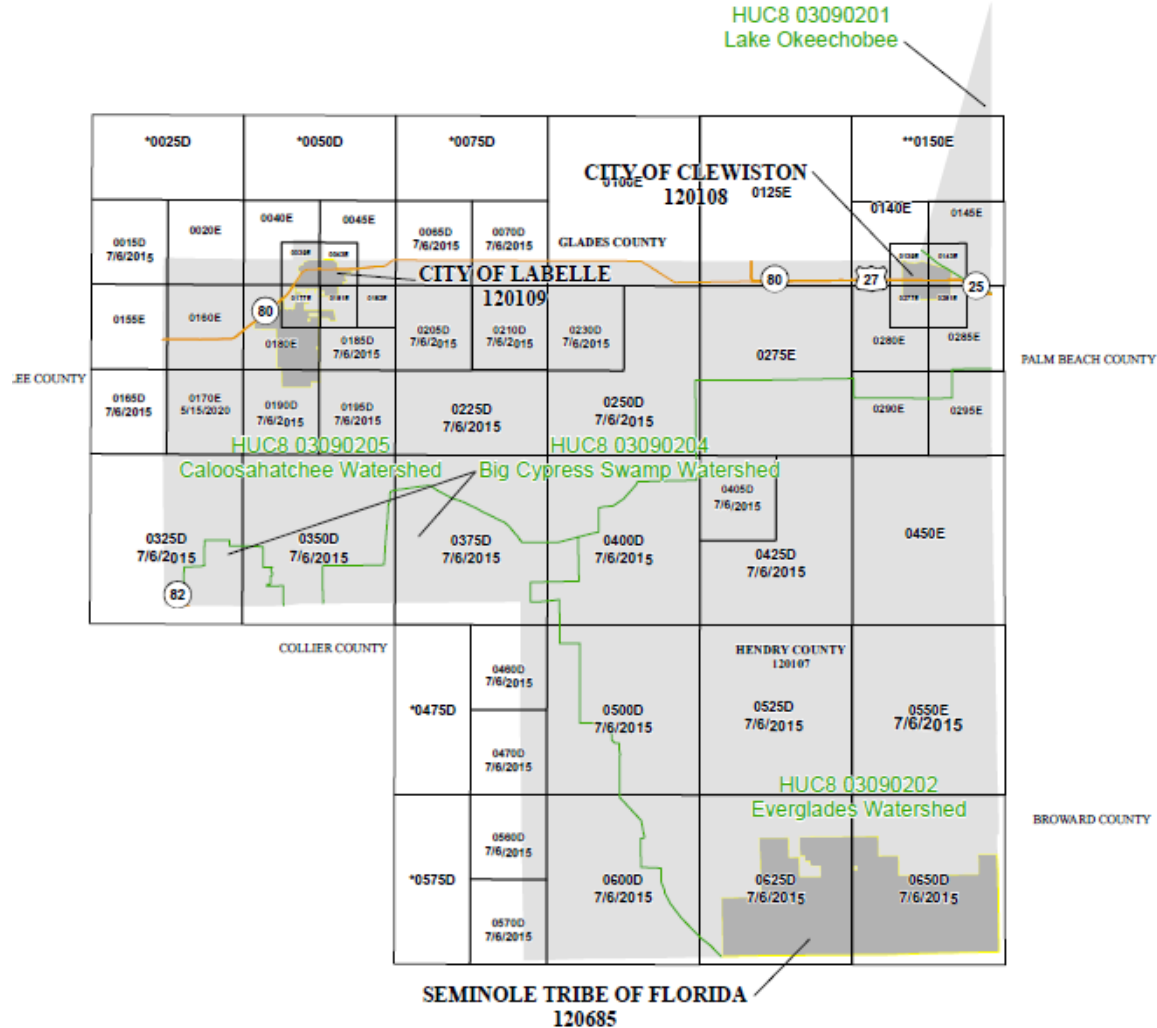 HUC8 03090201
Lake Okeechobee
*0025D
*0050D
*0075D
**0150E
CITY OF CLEWISTON
120108
0100E
0125E
0015D
7/6/2015
0020E
0040E
0045E
0065D
7/6/2015
0070D
7/6/2015
GLADES COUNTY
0140E
0145E
CITY OF LABELLE
120109
80
27
25
0155E
0160E
80
0177E
0180E
0185D
7/6/2015
0205D
7/6/2015
0210D
7/6/2015
0230D
7/6/2015
0275E
0277E
0280E
0285E
PALM BEACH COUNTY
EE COUNTY
0165D
7/6/2015
0170E
5/15/2020
0190D
7/6/2015
0195D
7/6/2015
0225D
7/6/2015
0250D
7/6/2015
0290E
0295E
HUC8 03090205
Caloosahatchee Watershed
HUC8 03090204
Big Cypress Swamp Watershed
0325D
7/6/2015
0350D
7/6/2015
0375D
7/6/2015
0400D
7/6/2015
0405D
7/6/2015
0425D
7/6/2015
0450E
82
COLLIER COUNTY
HENDRY COUNTY
120107
0460D
7/6/2015
*0475D
0470D
7/6/2015
0500D
7/6/2015
0525D
7/6/2015
0550E
7/6/2015
HUC8 03090202
Everglades Watershed
BROWARD COUNTY
0560D
7/6/2015
*0575D
0570D
7/6/2015
0600D
7/6/2015
0625D
7/6/2015
0650D
7/6/2015
SEMINOLE TRIBE OF FLORIDA
120685